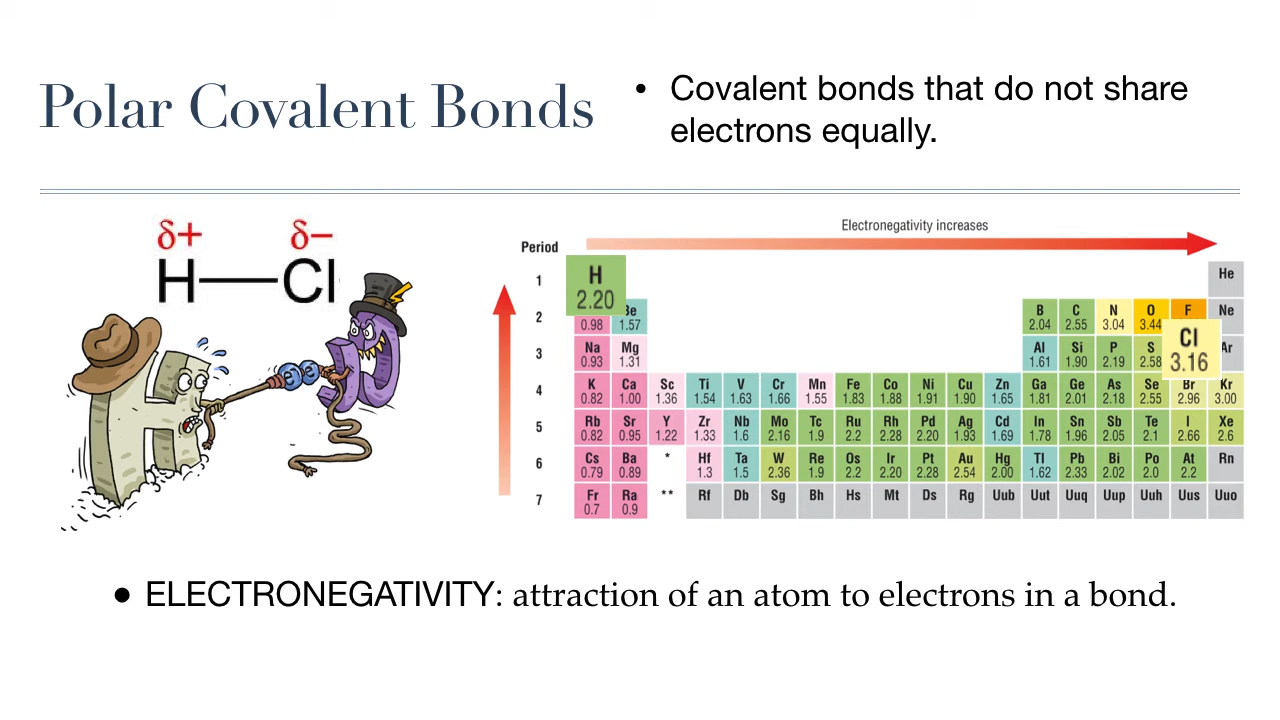 Polar Covalent Bonds
• Covalent bonds that do not share
electrons equally.
δ+ δ−
H—Cl
Electronegativity increases
Period
1 H 2.20 He
2 0.98 Be 1.57 B 2.04 C 2.55 N 3.04 O 3.44 F Ne
3 Na 0.93 Mg 1.31 Al 1.61 Si 1.90 P 2.19 S 2.58 Cl 3.16 Ar
4 K 0.82 Ca 1.00 Sc 1.36 Ti 1.54 V 1.63 Cr 1.66 Mn 1.55 Fe 1.83 Co 1.88 Ni 1.91 Cu 1.90 Zn 1.65 Ga 1.81 Ge 2.01 As 2.18 Se 2.55 Br 2.96 Kr 3.00
5 Rb 0.82 Sr 0.95 Y 1.22 Zr 1.33 Nb 1.6 Mo 2.16 Tc 1.9 Ru 2.2 Rh 2.28 Pd 2.20 Ag 1.93 Cd 1.69 In 1.78 Sn 1.96 Sb 2.05 Te 2.1 I 2.66 Xe 2.6
6 Cs 0.79 Ba 0.89 * Hf 1.3 Ta 1.5 W 2.36 Re 1.9 Os 2.2 Ir 2.20 Pt 2.28 Au 2.54 Hg 2.00 Tl 1.62 Pb 2.33 Bi 2.02 Po 2.0 At 2.2 Rn
7 Fr 0.7 Ra 0.9 ** Rf Db Sg Bh Hs Mt Ds Rg Uub Uut Uuq Uup Uuh Uus Uuo
• ELECTRONEGATIVITY: attraction of an atom to electrons in a bond.